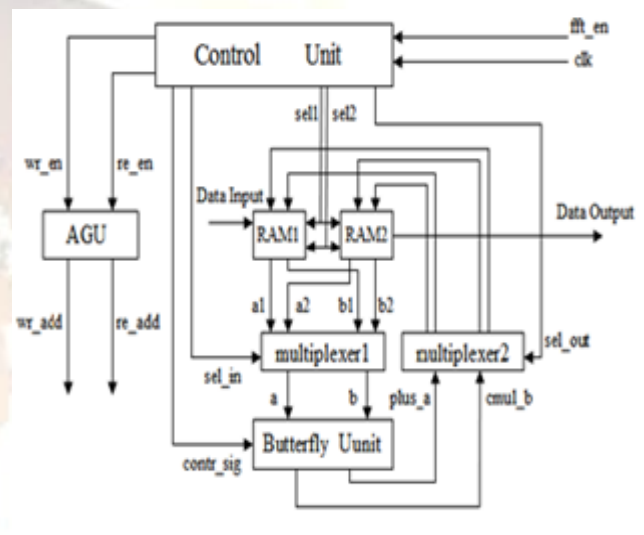 fft_en
Control Unit
clk
sel1 sel2
wr_en
re_en
Data Input
Data Output
AGU
RAM1
RAM2
wr_add
re_add
a1
a2
b1
b2
multiplexer1
multiplexer2
sel_out
sel_in
a
b
plus_a
cmul_b
Butterfly Uunit
contr_sig